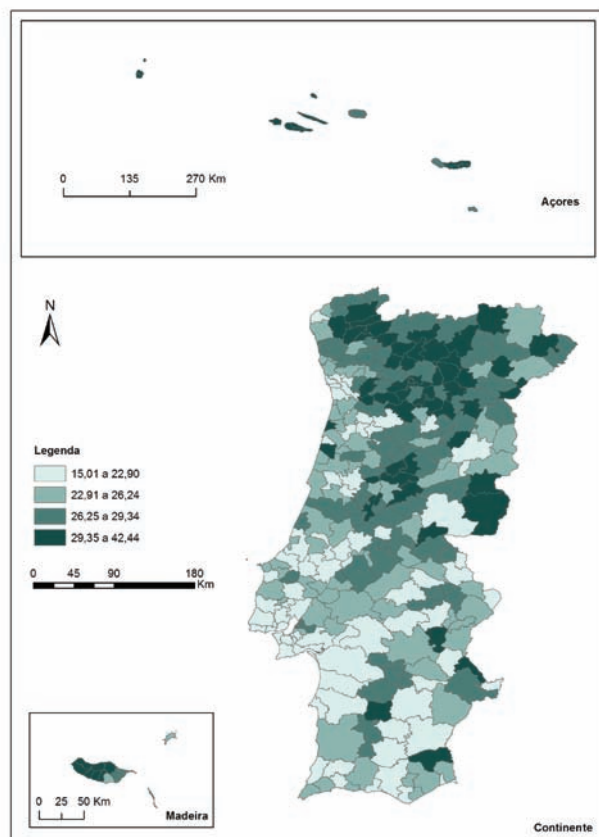 0 135 270 Km
Açores
N
Legenda
15,01 a 22,90
22,91 a 26,24
26,25 a 29,34
29,35 a 42,44
0 45 90 180
Km
0 25 50 Km
Madeira
Continente